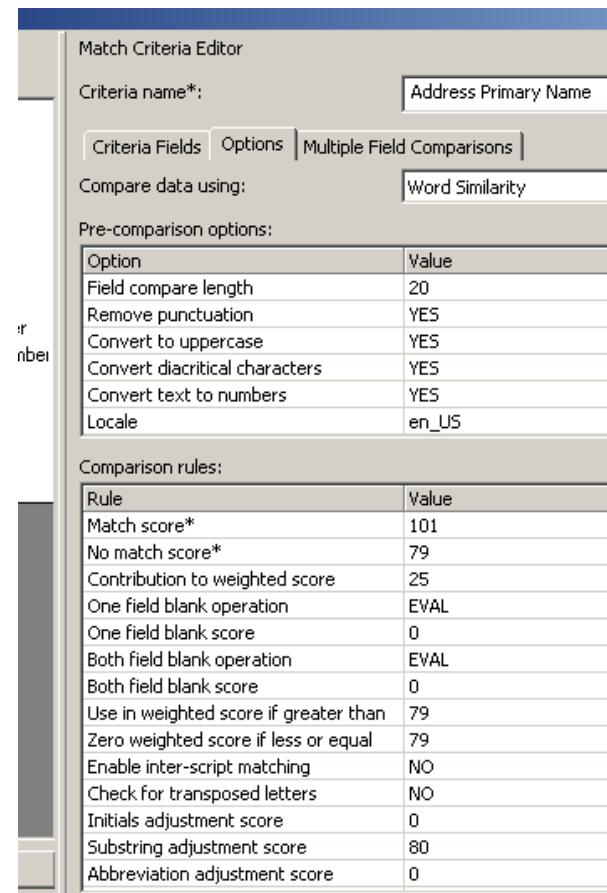 Match Criteria Editor
Criteria name*: Address Primary Name
Criteria Fields Options Multiple Field Comparisons
Compare data using: Word Similarity
Pre-comparison options:
Option Value
Field compare length 20
Remove punctuation YES
Convert to uppercase YES
Convert diacritical characters YES
Convert text to numbers YES
Locale en_US
Comparison rules:
Rule Value
Match score* 101
No match score* 79
Contribution to weighted score 25
One field blank operation EVAL
One field blank score 0
Both field blank operation EVAL
Both field blank score 0
Use in weighted score if greater than 79
Zero weighted score if less or equal 79
Enable inter-script matching NO
Check for transposed letters NO
Initials adjustment score 0
Substring adjustment score 80
Abbreviation adjustment score 0